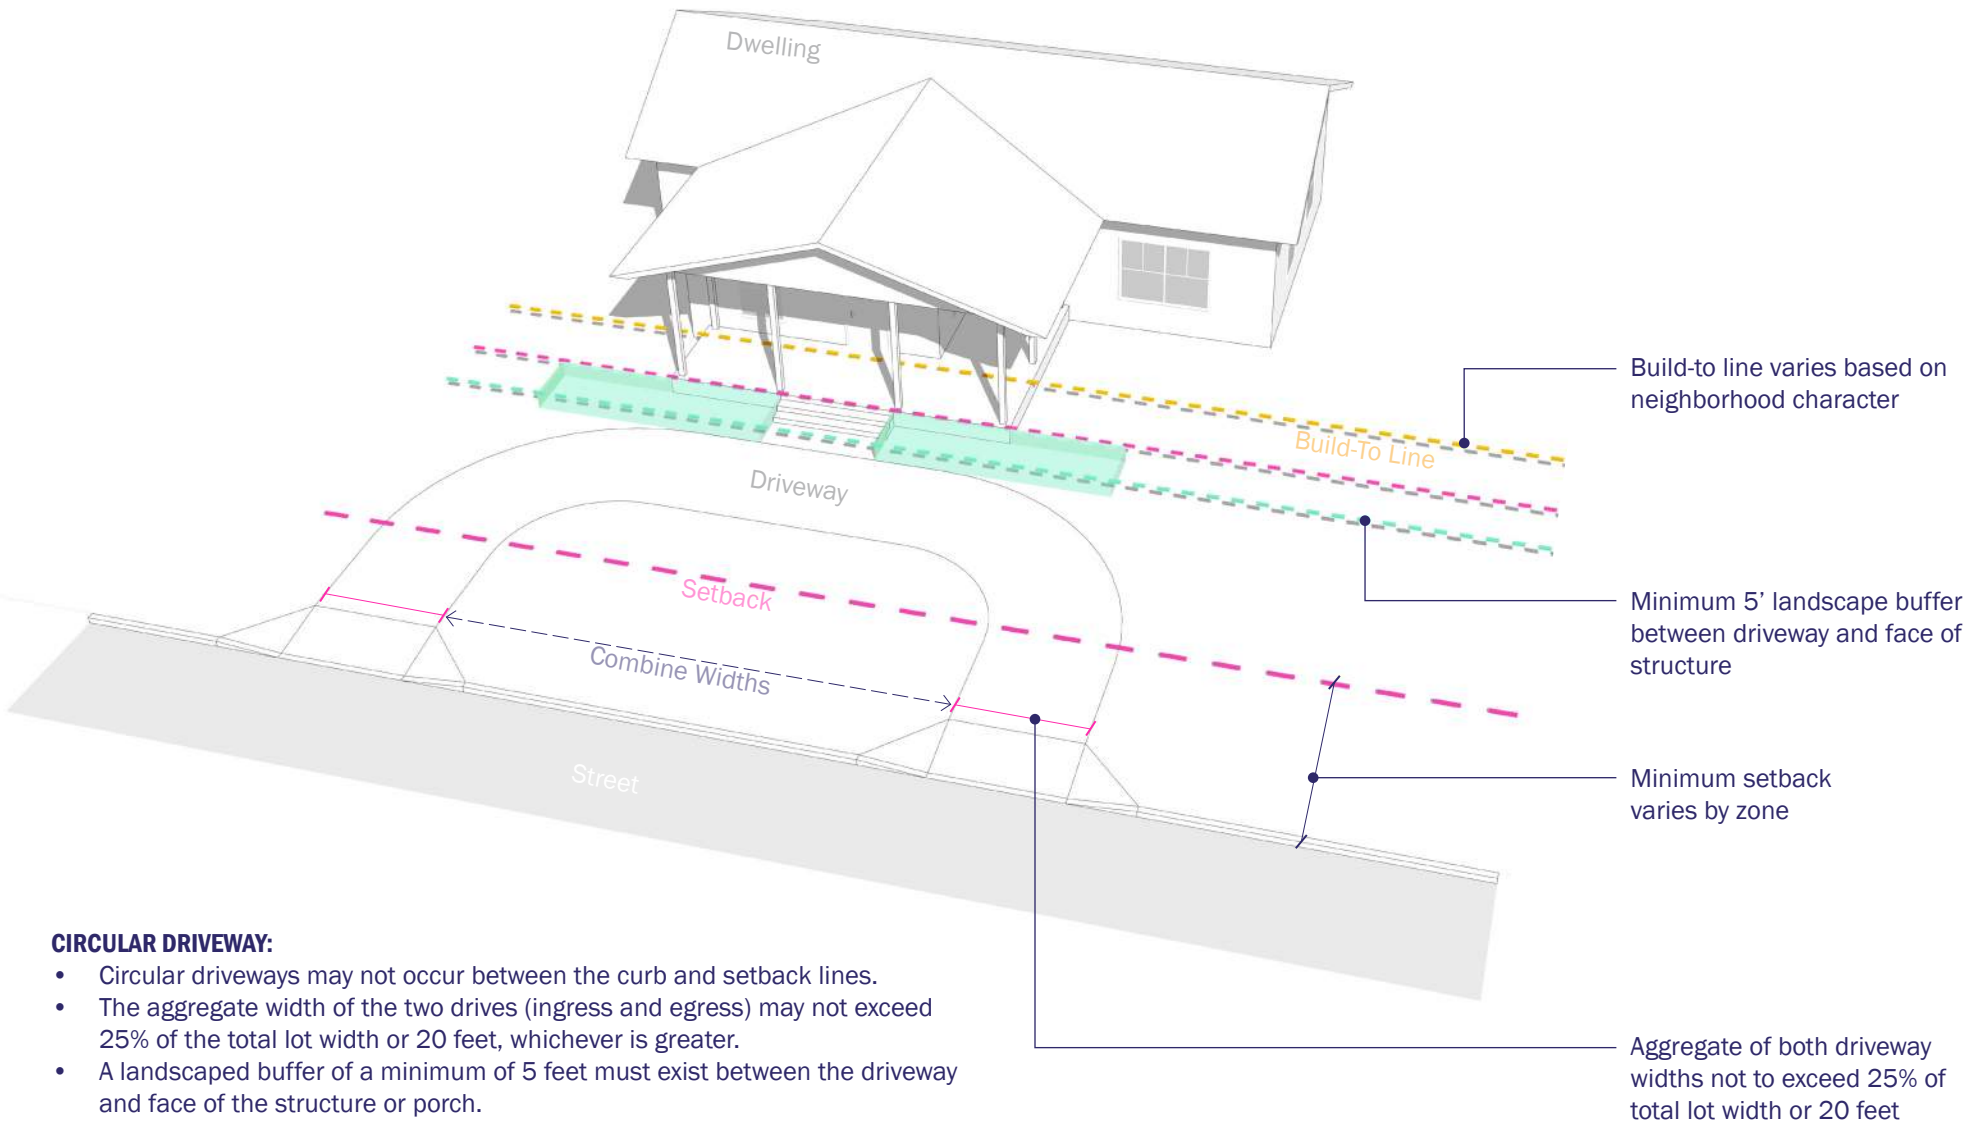 Dwelling
Build-to line varies based on
neighborhood character
Build-To Line
Driveway
Setback
Minimum 5’ landscape buffer
between driveway and face of
structure
Combine Widths
Street
Minimum setback
varies by zone
CIRCULAR DRIVEWAY:
• Circular driveways may not occur between the curb and setback lines.
• The aggregate width of the two drives (ingress and egress) may not exceed
25% of the total lot width or 20 feet, whichever is greater.
• A landscaped buffer of a minimum of 5 feet must exist between the driveway
and face of the structure or porch.
Aggregate of both driveway
widths not to exceed 25% of
total lot width or 20 feet